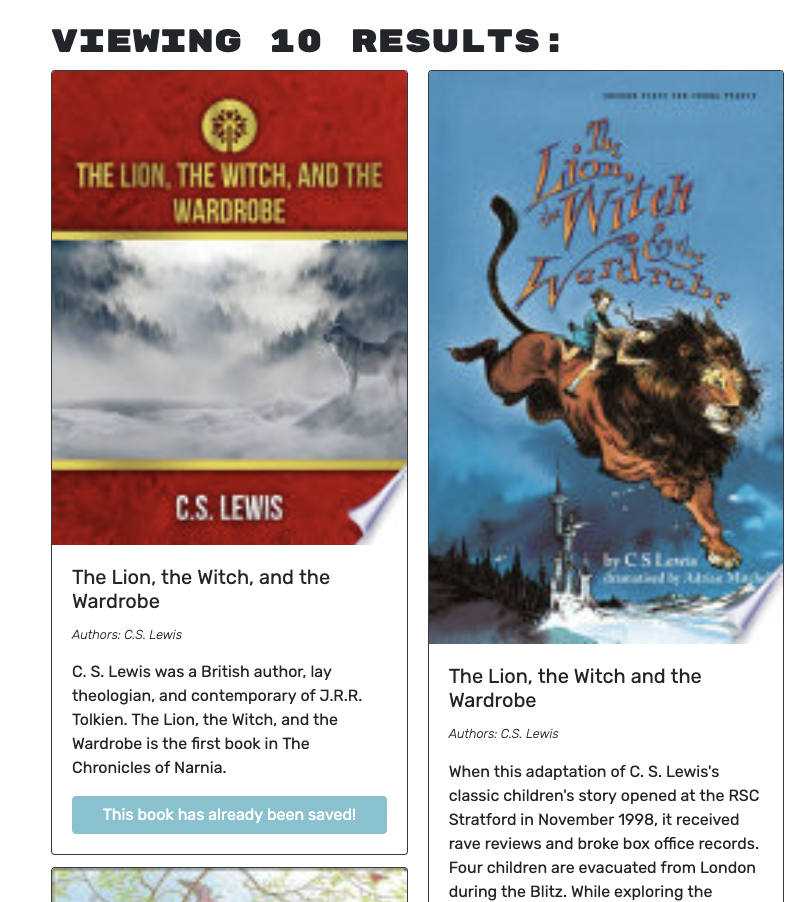 VIEWING 10 RESULTS:
THE LION, THE WITCH, AND THE
WARDROBE
C.S. LEWIS
The Lion, the Witch, and the
Wardrobe
Authors: C.S. Lewis
C. S. Lewis was a British author, lay
theologian, and contemporary of J.R.R.
Tolkien. The Lion, the Witch, and the
Wardrobe is the first book in The
Chronicles of Narnia.
This book has already been saved!
The
Lion,
the Witch
& the
Wardrobe
by C S Lewis
dramatised by Adrian
The Lion, the Witch and the
Wardrobe
Authors: C.S. Lewis
When this adaptation of C. S. Lewis's
classic children's story opened at the RSC
Stratford in November 1998, it received
rave reviews and broke box office records.
Four children are evacuated from London
during the Blitz. While exploring the